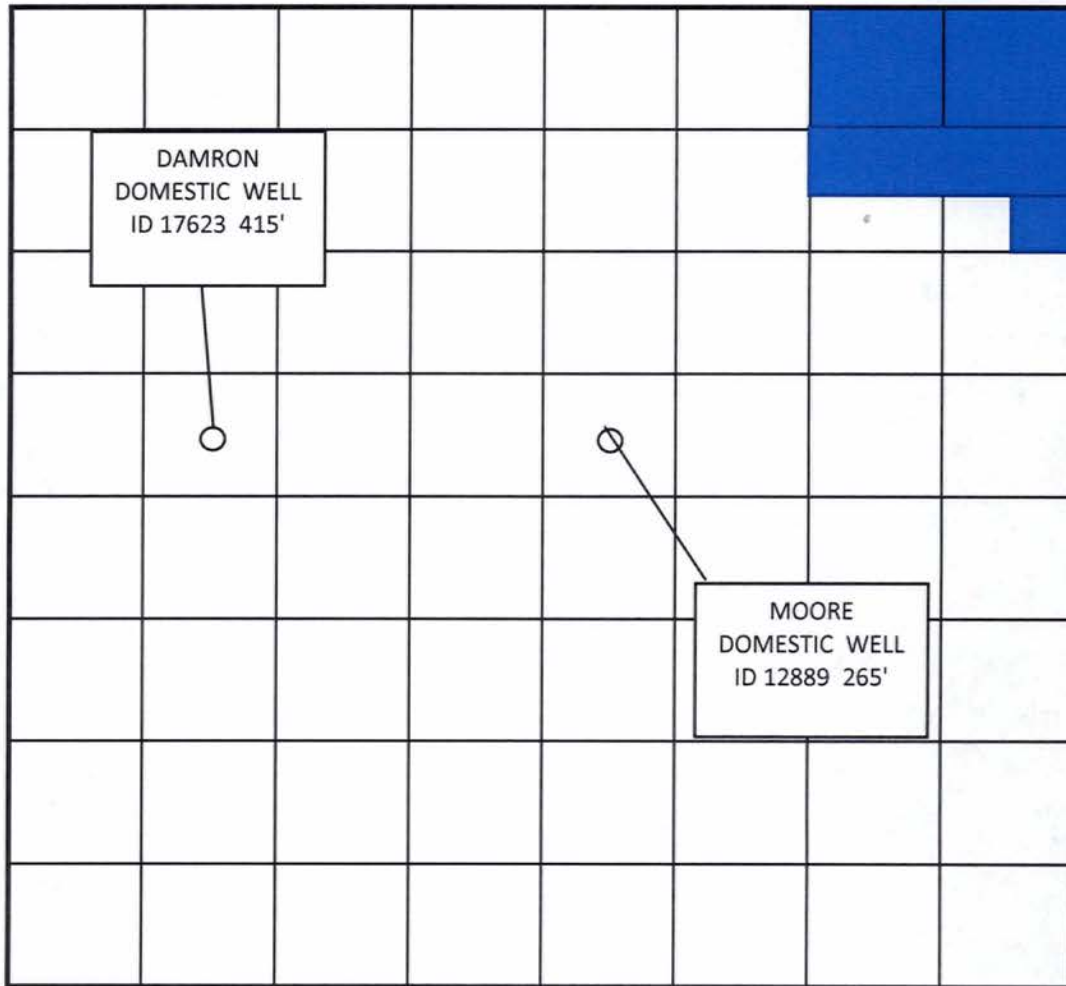 DAMRON
DOMESTIC WELL
ID 17623 415'
MOORE
DOMESTIC WELL
ID 12889 265'